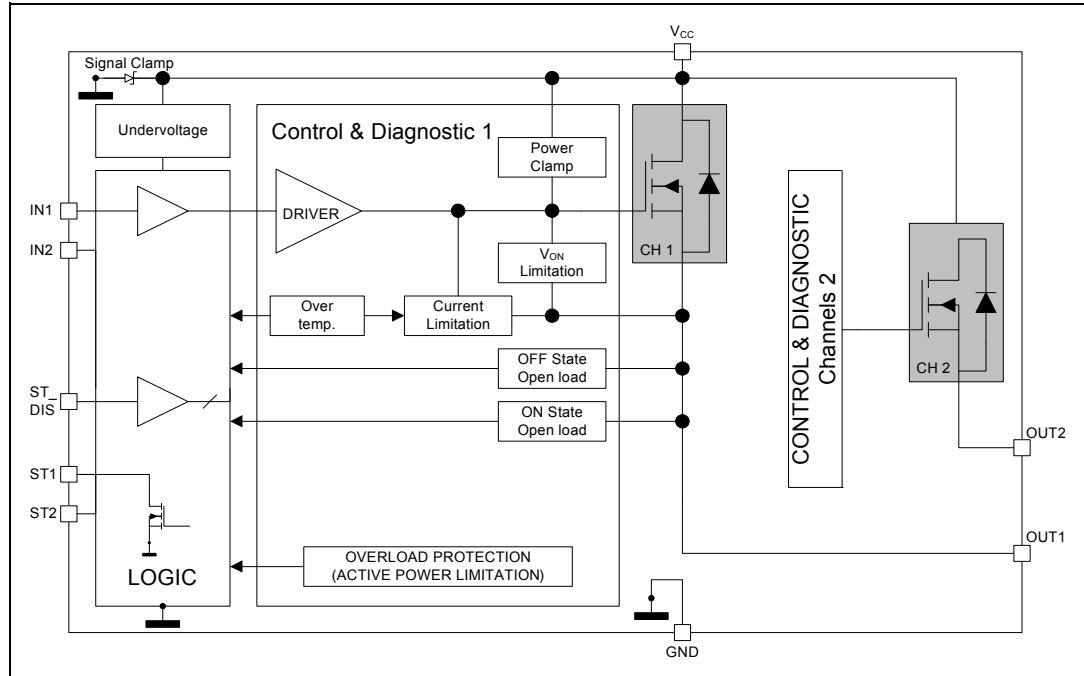 V_CC
Signal Clamp
Undervoltage
Control & Diagnostic 1
Power
Clamp
IN1
DRIVER
IN2
V_ON
Limitation
CH 1
Over
temp.
Current
Limitation
CONTROL & DIAGNOSTIC
Channels 2
CH 2
OFF State
Open load
ST_
DIS
ON State
Open load
OUT2
ST1
ST2
OUT1
OVERLOAD PROTECTION
(ACTIVE POWER LIMITATION)
LOGIC
GND